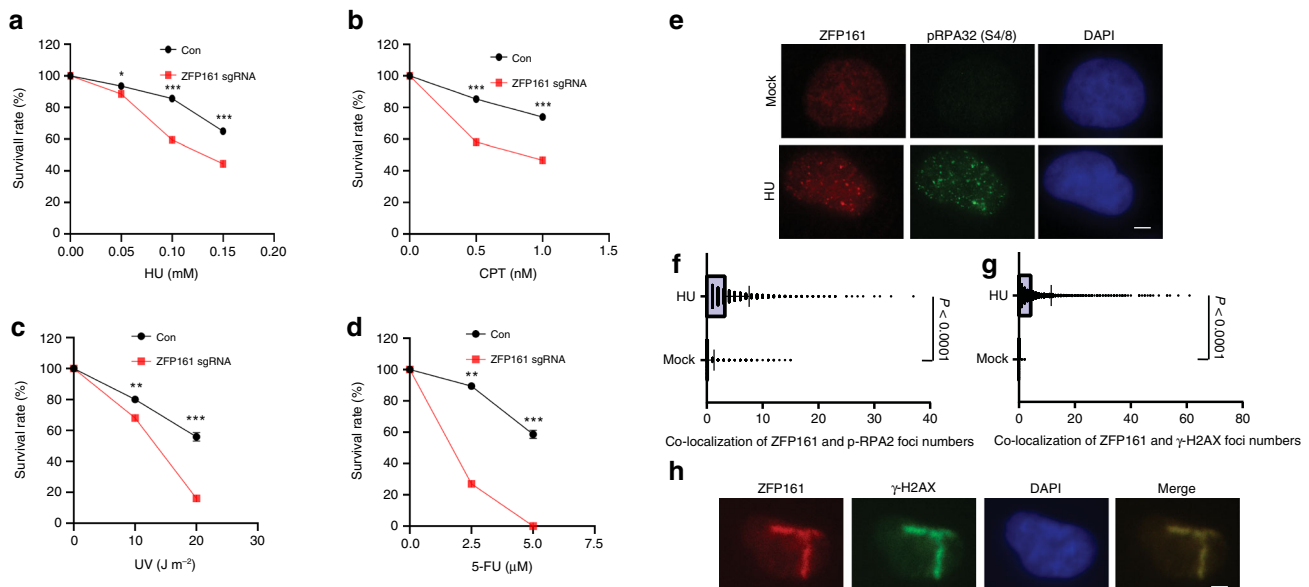 a
120
100
80
60
40
20
0
Survivall rate (%)
0.00 0.05 0.10 0.15 0.20
HU (mM)
Con
ZFP161 sgRNA
* *** ***
b
120
100
80
60
40
20
0
Survival rate (%)
0.0 0.5 1.0 1.5
CPT (nM)
Con
ZFP161 sgRNA
*** ***
c
120
100
80
60
40
20
0
Survival rate (%)
0 10 20 30
UV (J m⁻²)
Con
ZFP161 sgRNA
** ***
d
120
100
80
60
40
20
0
Survival rate (%)
0.0 2.5 5.0 7.5
5-FU (μM)
Con
ZFP161 sgRNA
** ***
e
ZFP161 pRPA32 (S4/8) DAPI
Mock
HU
f
HU
Mock
P < 0.0001
0 10 20 30 40
Co-localization of ZFP161 and p-RPA2 foci numbers
g
HU
Mock
P < 0.0001
0 20 40 60 80
Co-localization of ZFP161 and γ-H2AX foci numbers
h
ZFP161 γ-H2AX DAPI Merge